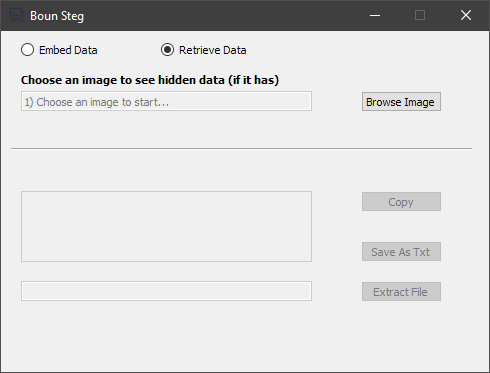 Boun Steg
Embed Data
Retrieve Data
Choose an image to see hidden data (if it has)
1) Choose an image to start...
Browse Image
Copy
Save As Txt
Extract File